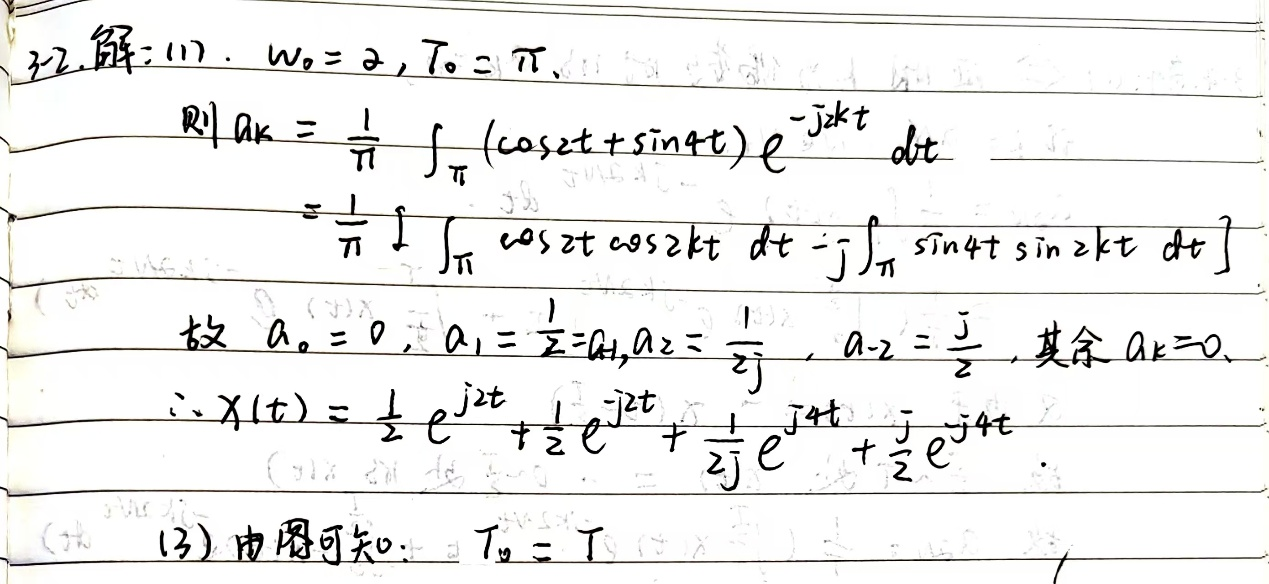 3-2. 解: (1). W₀ = 2, T₀ = π.
则 aₖ = 1/π ∫_π (cos2t + sin4t) e^(-j2kt) dt
= 1/π [ ∫_π cos2t cos2kt dt - j∫_π sin4t sin2kt dt ]
故 a₀ = 0, a₁ = 1/2 = a₋₁, a₂ = 1/(2j), a₋₂ = j/2, 其余 aₖ = 0.
∴ x(t) = 1/2 e^(j2t) + 1/2 e^(-j2t) + 1/(2j) e^(j4t) + j/2 e^(-j4t).
(3) 由图可知: T₀ = T